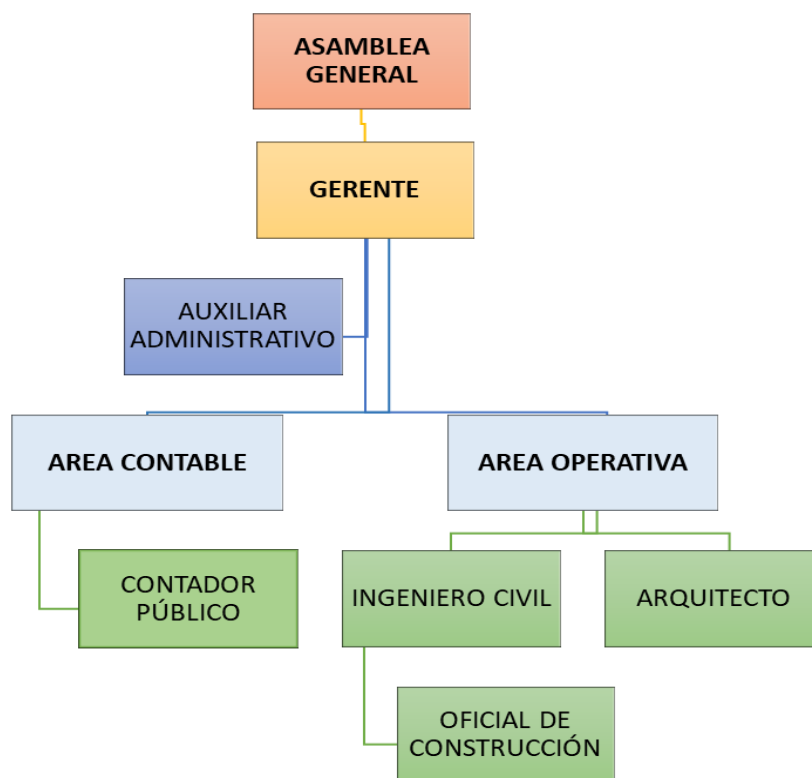 ASAMBLEA
GENERAL
GERENTE
AUXILIAR
ADMINISTRATIVO
AREA CONTABLE
AREA OPERATIVA
CONTADOR
PÚBLICO
INGENIERO CIVIL
ARQUITECTO
OFICIAL DE
CONSTRUCCIÓN